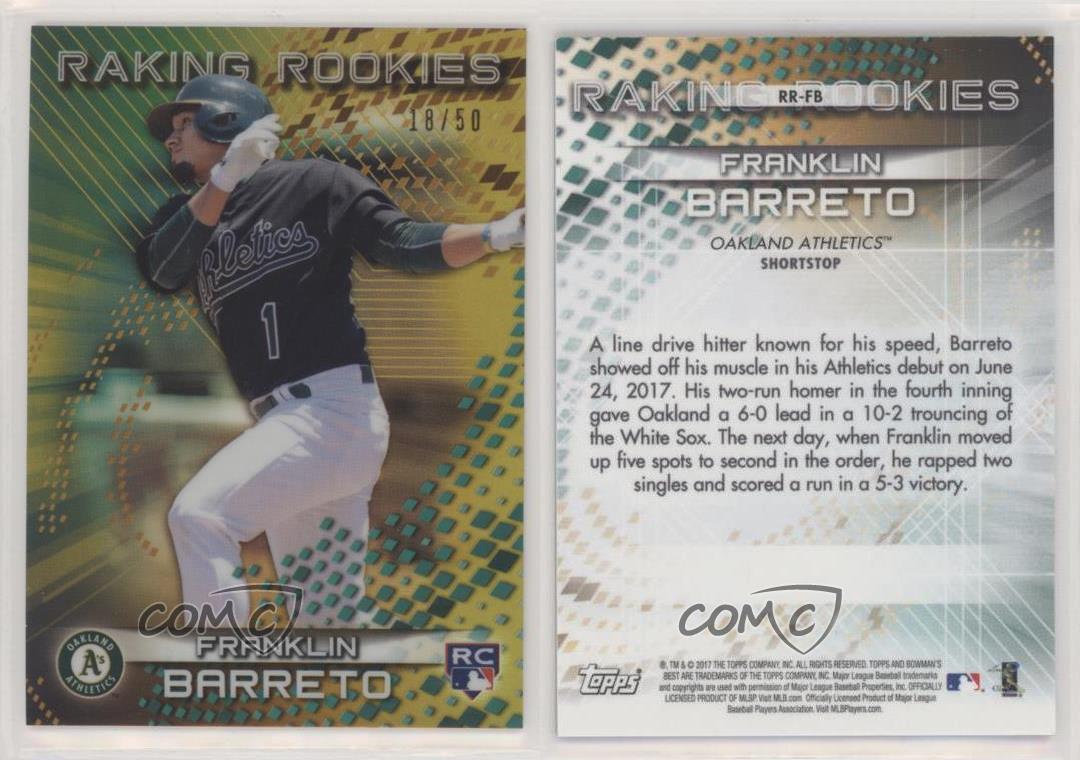 RAKING ROOKIES
18/50
Athletics
1
COMC
FRANKLIN
BARRETO
OAKLAND
A's
ATHLETICS
RC
RAKING ROOKIES
RR-FB
FRANKLIN
BARRETO
OAKLAND ATHLETICS™
SHORTSTOP
A line drive hitter known for his speed, Barreto
showed off his muscle in his Athletics debut on June
24, 2017. His two-run homer in the fourth inning
gave Oakland a 6-0 lead in a 10-2 trouncing of
the White Sox. The next day, when Franklin moved
up five spots to second in the order, he rapped two
singles and scored a run in a 5-3 victory.
COMC
Topps
®, TM & © 2017 THE TOPPS COMPANY, INC. ALL RIGHTS RESERVED. TOPPS AND BOWMAN'S
BEST ARE TRADEMARKS OF THE TOPPS COMPANY, INC. Major League Baseball trademarks
and copyrights are used with permission of Major League Baseball Properties, Inc. OFFICIALLY
LICENSED PRODUCT OF MLBP Visit MLB.com Officially Licensed Product of Major League
Baseball Players Association. Visit MLBPlayers.com.